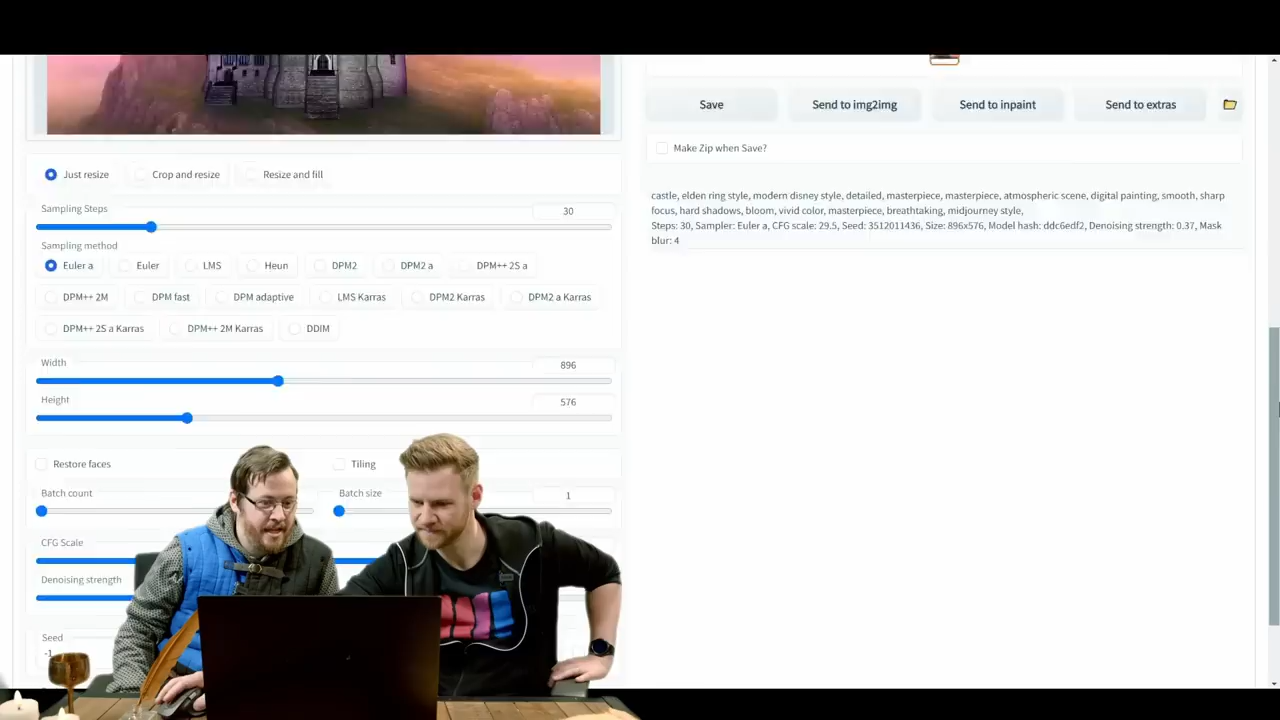 Save
Send to img2img
Send to inpaint
Send to extras
Make Zip when Save?
Just resize
Crop and resize
Resize and fill
castle, elden ring style, modern disney style, detailed, masterpiece, masterpiece, atmospheric scene, digital painting, smooth, sharp
focus, hard shadows, bloom, vivid color, masterpiece, breathtaking, midjourney style,
Steps: 30, Sampler: Euler a, CFG scale: 29.5, Seed: 3512011436, Size: 896x576, Model hash: ddc6edf2, Denoising strength: 0.37, Mask
blur: 4
Sampling Steps
30
Sampling method
Euler a
Euler
LMS
Heun
DPM2
DPM2 a
DPM++ 2S a
DPM++ 2M
DPM fast
DPM adaptive
LMS Karras
DPM2 Karras
DPM2 a Karras
DPM++ 2S a Karras
DPM++ 2M Karras
DDIM
Width
896
Height
576
Restore faces
Tiling
Batch count
Batch size
1
CFG Scale
Denoising strength
Seed
-1